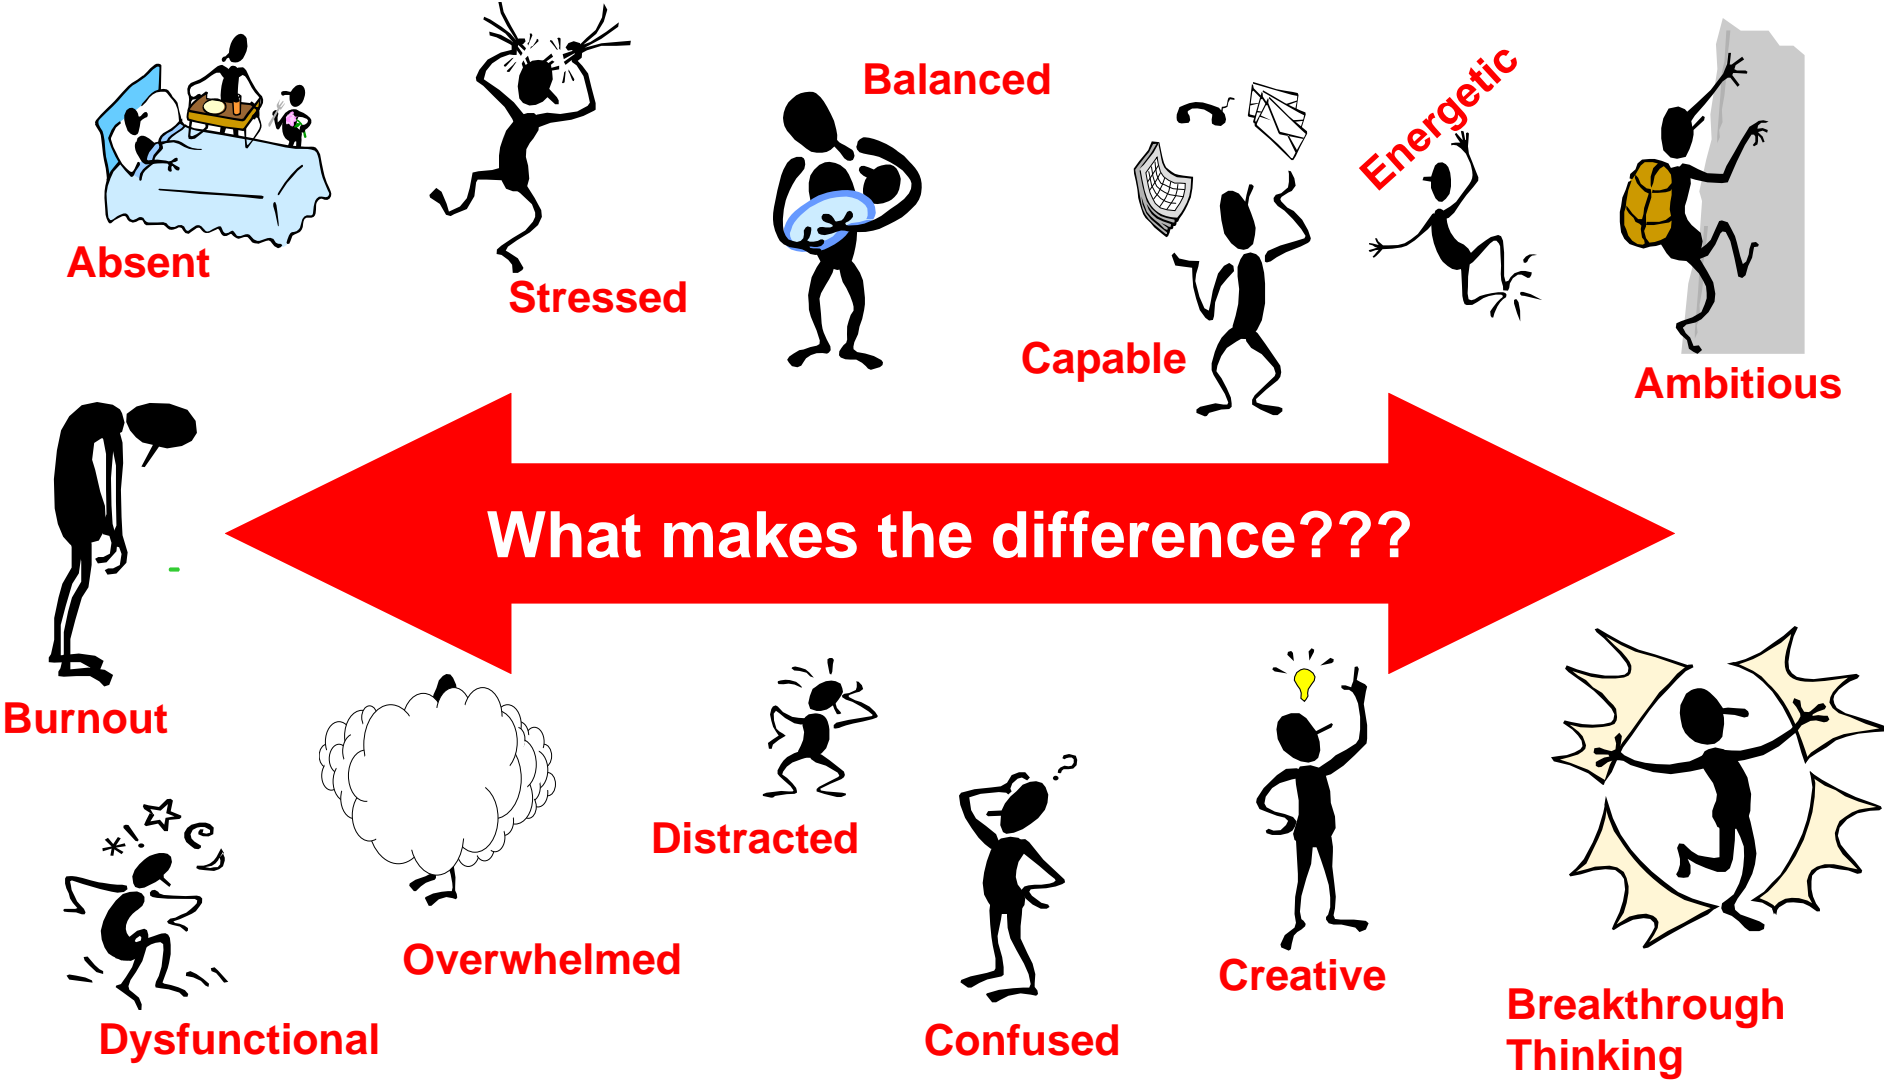 Balanced
Energetic
Absent
Stressed
Capable
Ambitious
What makes the difference???
Burnout
Distracted
Overwhelmed
Creative
Breakthrough
Thinking
Dysfunctional
Confused
*!
?